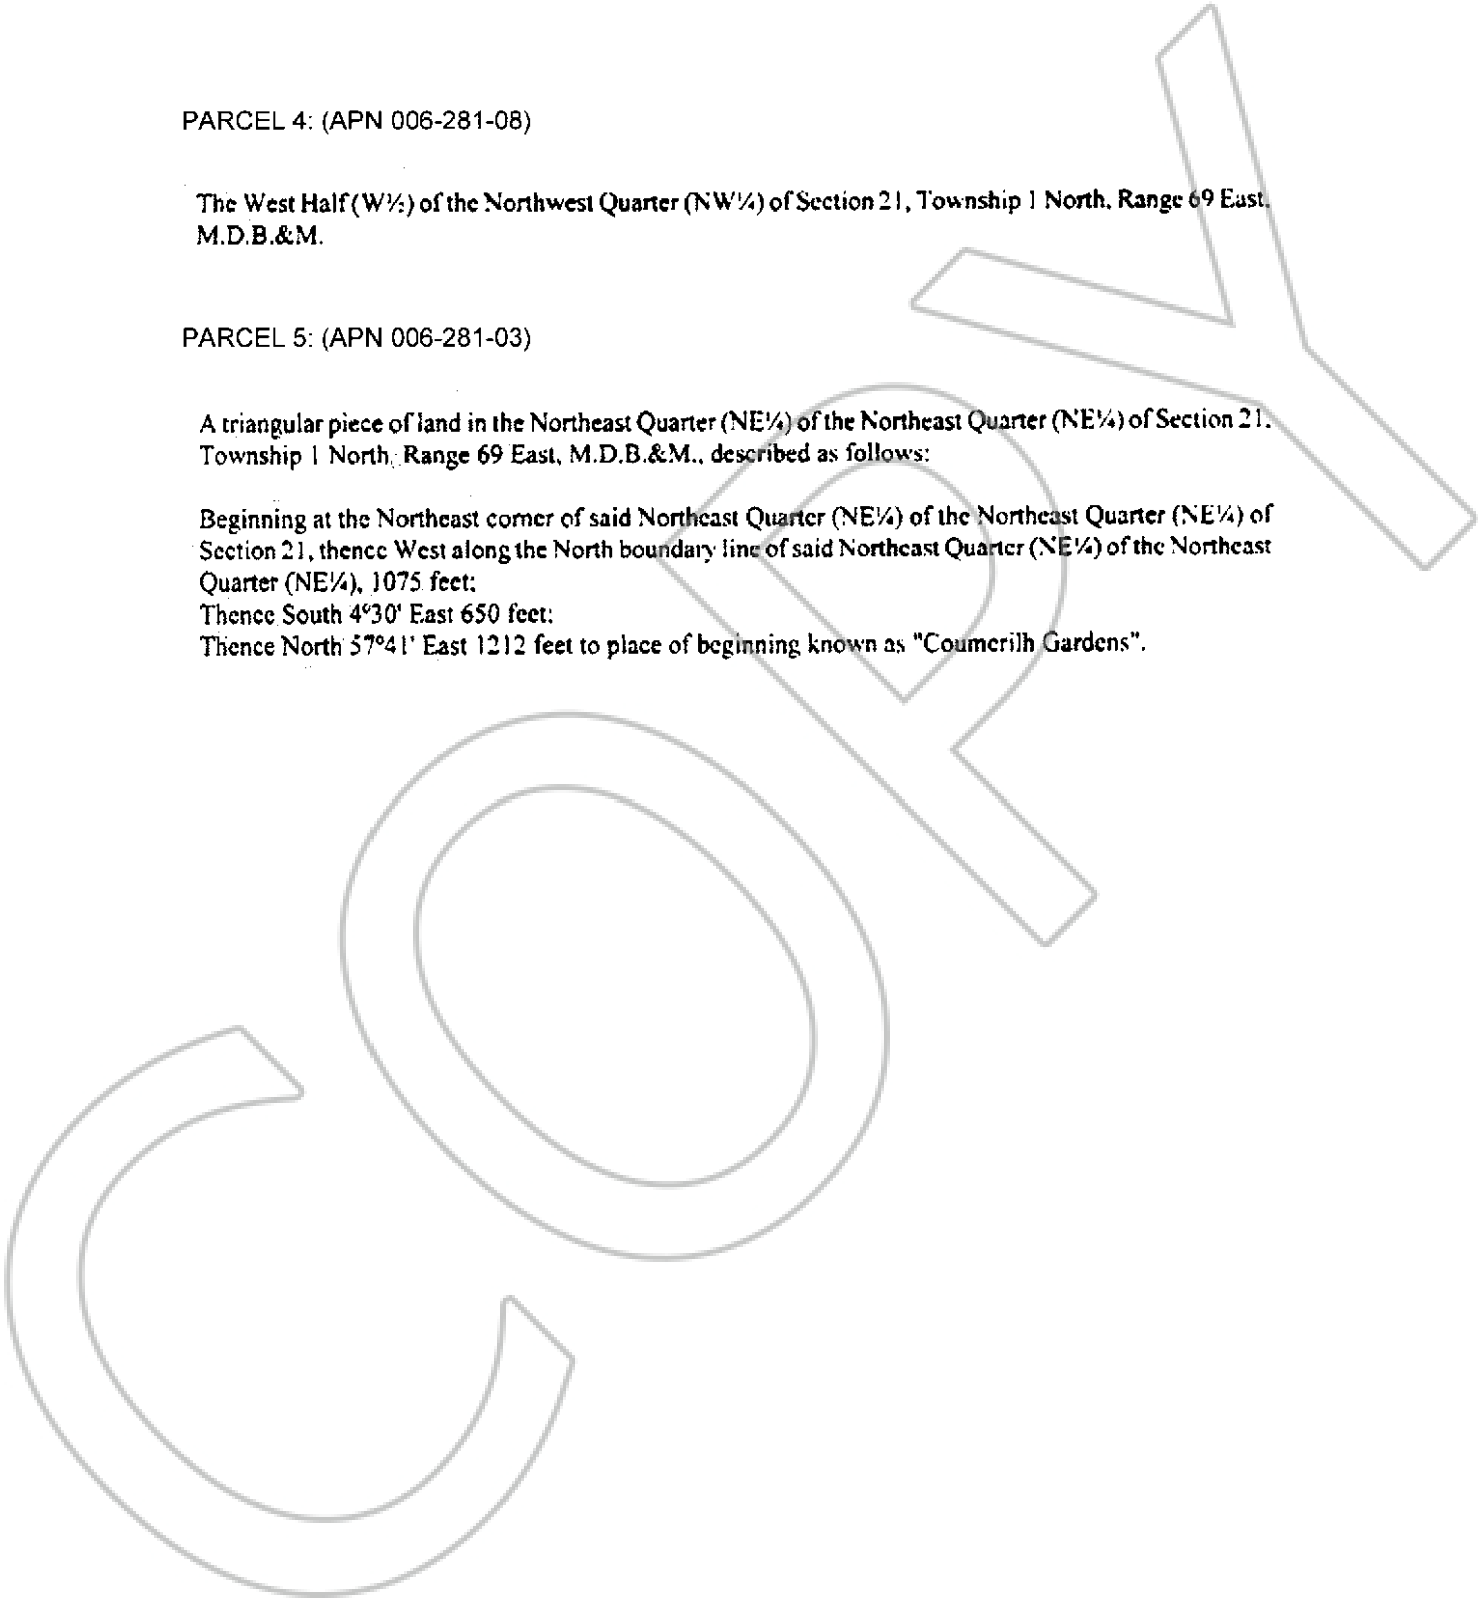 PARCEL 4: (APN 006-281-08)
The West Half (W½) of the Northwest Quarter (NW¼) of Section 21, Township 1 North, Range 69 East,
M.D.B.&M.
PARCEL 5: (APN 006-281-03)
A triangular piece of land in the Northeast Quarter (NE¼) of the Northeast Quarter (NE¼) of Section 21,
Township 1 North, Range 69 East, M.D.B.&M., described as follows:
Beginning at the Northeast corner of said Northeast Quarter (NE¼) of the Northeast Quarter (NE¼) of
Section 21, thence West along the North boundary line of said Northeast Quarter (NE¼) of the Northeast
Quarter (NE¼), 1075 feet;
Thence South 4°30' East 650 feet;
Thence North 57°41' East 1212 feet to place of beginning known as "Coumerilh Gardens".
COPY